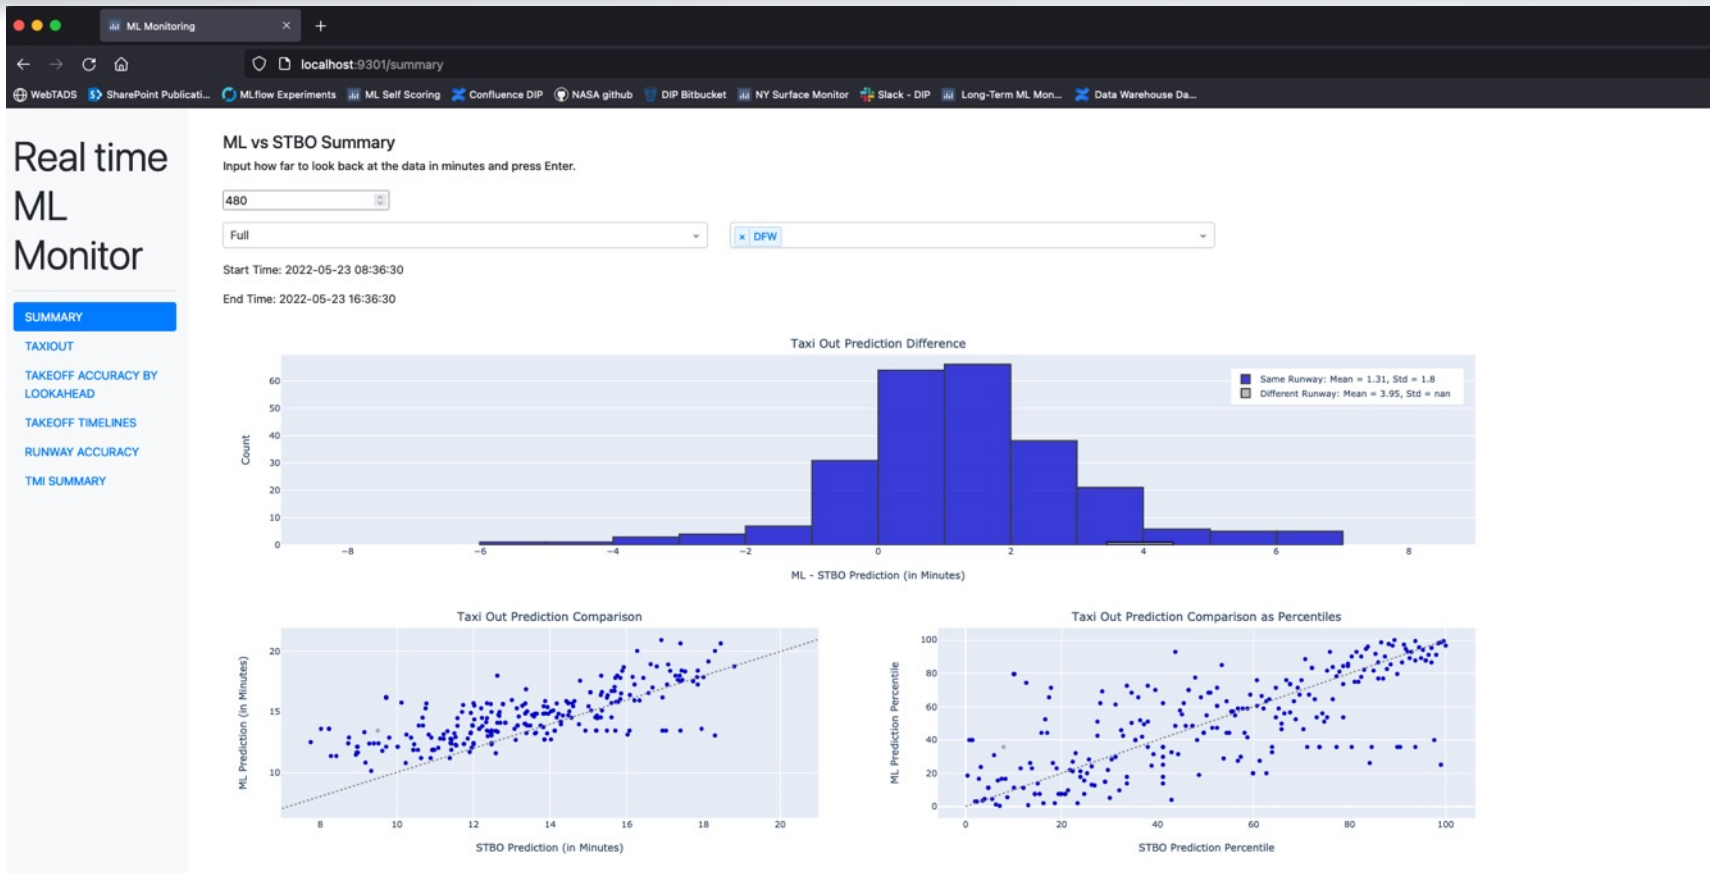 ML Monitoring
localhost:9301/summary
WebTADS SharePoint Publicati... MLflow Experiments ML Self Scoring Confluence DIP NASA github DIP Bitbucket NY Surface Monitor Slack - DIP Long-Term ML Mon... Data Warehouse Da...
Real time
ML
Monitor
SUMMARY
TAXIOUT
TAKEOFF ACCURACY BY
LOOKAHEAD
TAKEOFF TIMELINES
RUNWAY ACCURACY
TMI SUMMARY
ML vs STBO Summary
Input how far to look back at the data in minutes and press Enter.
480
Full
× DFW
Start Time: 2022-05-23 08:36:30
End Time: 2022-05-23 16:36:30
Taxi Out Prediction Difference
Same Runway: Mean = 1.31, Std = 1.8
Different Runway: Mean = 3.95, Std = nan
Count
60
50
40
30
20
10
0
−8 −6 −4 −2 0 2 4 6 8
ML - STBO Prediction (in Minutes)
Taxi Out Prediction Comparison
ML Prediction (in Minutes)
20
15
10
8 10 12 14 16 18 20
STBO Prediction (in Minutes)
Taxi Out Prediction Comparison as Percentiles
ML Prediction Percentile
100
80
60
40
20
0
0 20 40 60 80 100
STBO Prediction Percentile